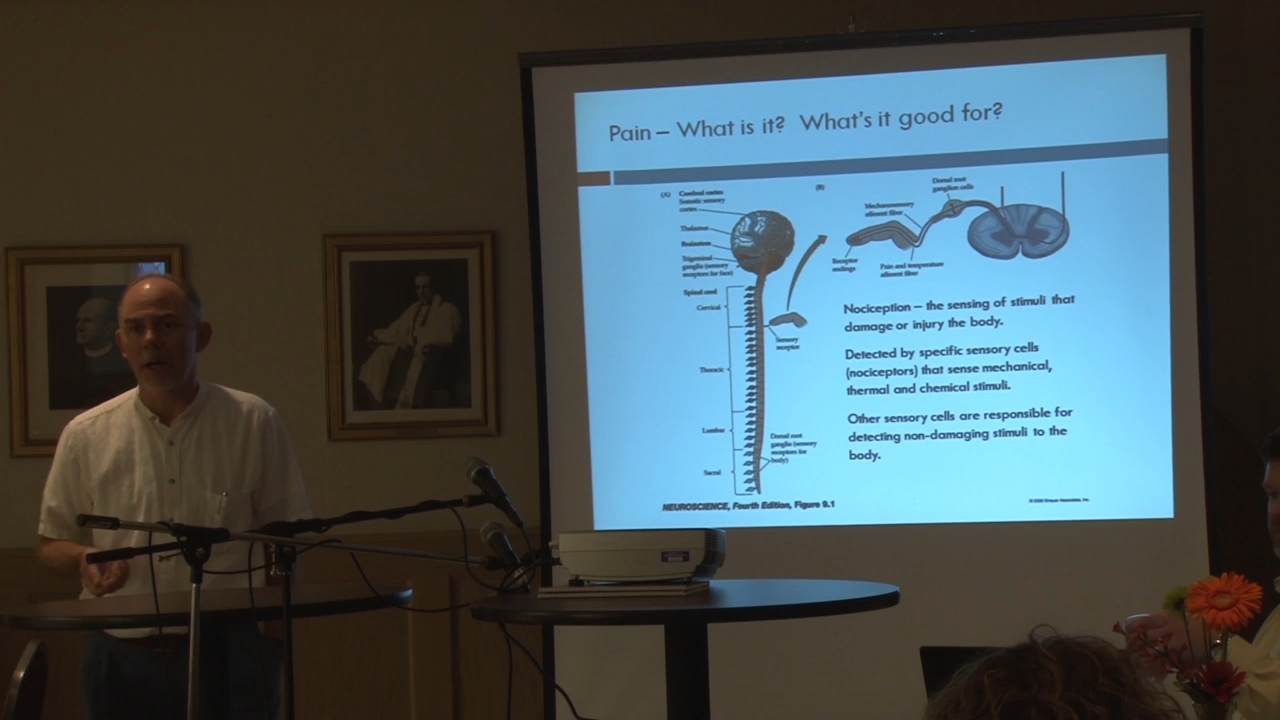 Pain – What is it? What's it good for?
(A)
Cerebral cortex
Somatic sensory
cortex
Thalamus
Brainstem
Trigeminal
ganglia (sensory
receptors for face)
Spinal cord
Cervical
Thoracic
Lumbar
Sacral
Sensory
receptor
Dorsal root
ganglia (sensory
receptors for
body)
(B)
Dorsal root
ganglion cells
Mechanosensory
afferent fiber
Receptor
endings
Pain and temperature
afferent fiber
Nociception – the sensing of stimuli that
damage or injury the body.
Detected by specific sensory cells
(nociceptors) that sense mechanical,
thermal and chemical stimuli.
Other sensory cells are responsible for
detecting non-damaging stimuli to the
body.
NEUROSCIENCE, Fourth Edition, Figure 9.1
© 2008 Sinauer Associates, Inc.